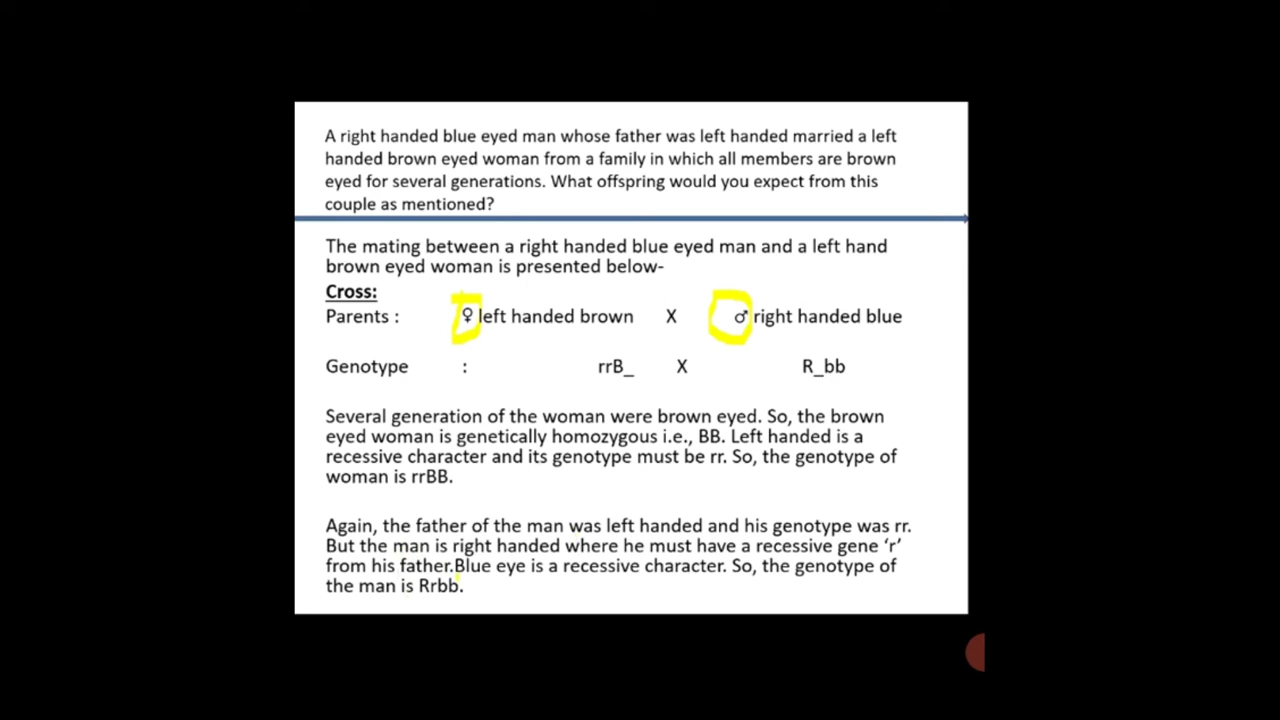 A right handed blue eyed man whose father was left handed married a left
handed brown eyed woman from a family in which all members are brown
eyed for several generations. What offspring would you expect from this
couple as mentioned?
The mating between a right handed blue eyed man and a left hand
brown eyed woman is presented below-
Cross:
Parents : ♀ left handed brown X ♂ right handed blue
Genotype : rrB_ X R_bb
Several generation of the woman were brown eyed. So, the brown
eyed woman is genetically homozygous i.e., BB. Left handed is a
recessive character and its genotype must be rr. So, the genotype of
woman is rrBB.
Again, the father of the man was left handed and his genotype was rr.
But the man is right handed where he must have a recessive gene ‘r’
from his father.Blue eye is a recessive character. So, the genotype of
the man is Rrbb.